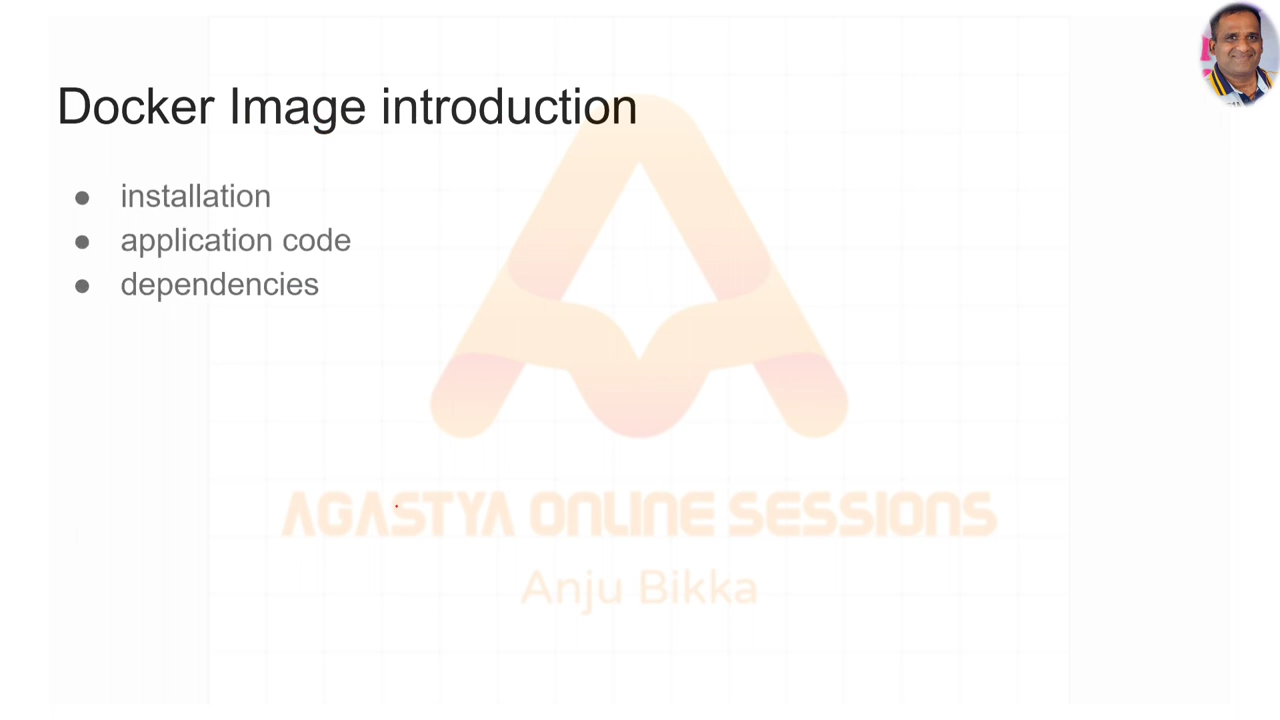 Docker Image introduction
● installation
● application code
● dependencies
AGASTYA ONLINE SESSIONS
Anju Bikka